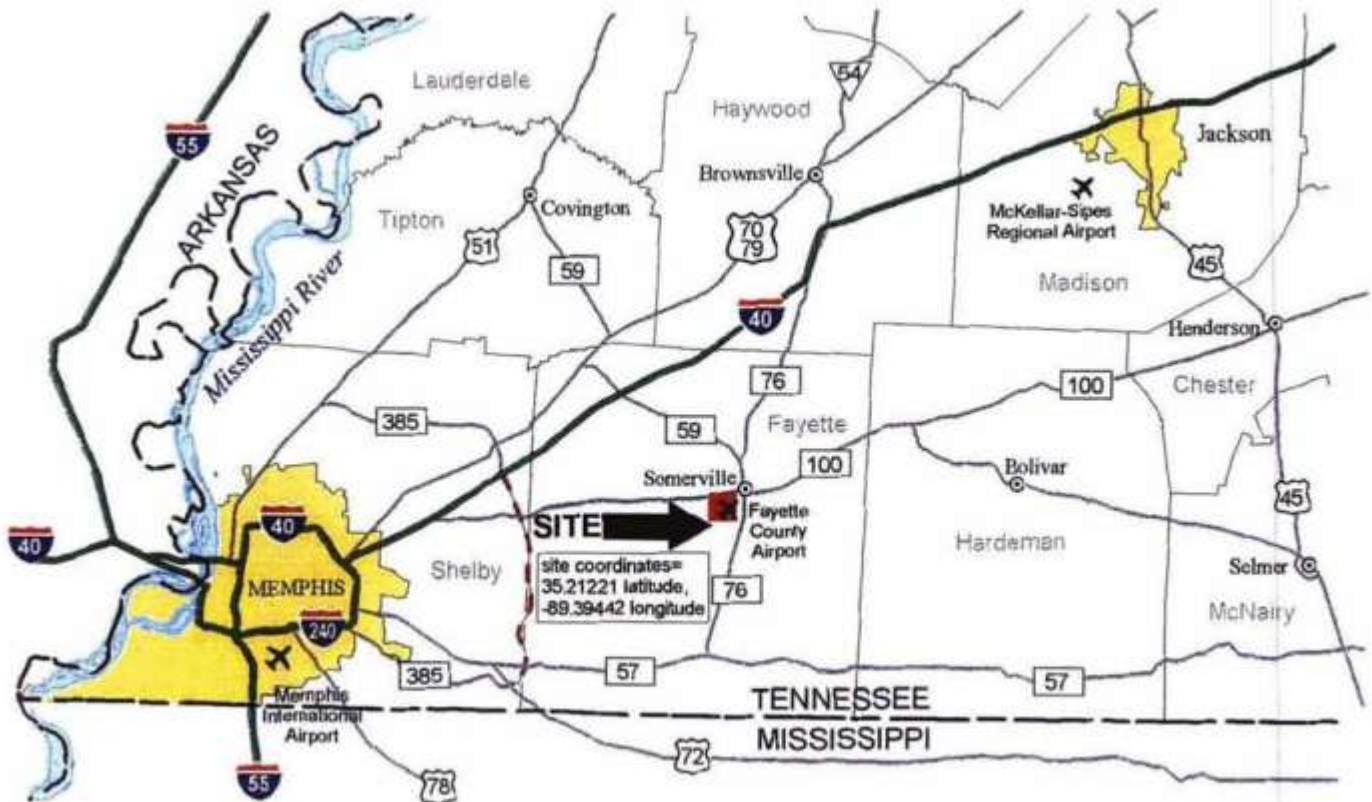 55
ARKANSAS
Mississippi River
Lauderdale
Haywood
54
Jackson
Brownsville
Covington
Tipton
51
59
70
79
40
McKellar-Sipes
Regional Airport
Madison
45
Henderson
Chester
100
76
385
59
Fayette
Somerville
100
Bolivar
45
Selmer
McNairy
Hardeman
Fayette
County
Airport
SITE
site coordinates=
35.21221 latitude,
-89.39442 longitude
Shelby
76
40
40
MEMPHIS
240
Memphis
International
Airport
385
57
57
TENNESSEE
MISSISSIPPI
72
78
55